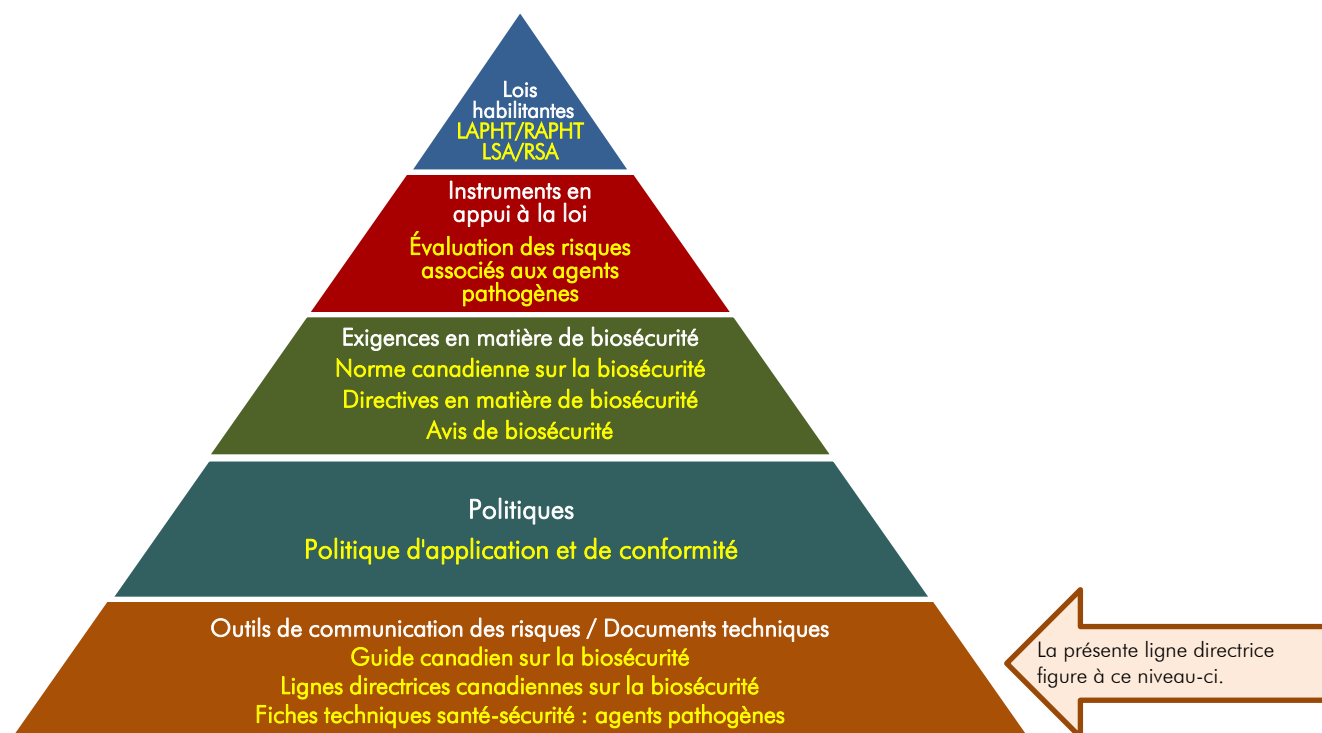 Lois
habilitantes
LAPHT/RAPHT
LSA/RSA
Instruments en
appui à la loi
Évaluation des risques
associés aux agents
pathogènes
Exigences en matière de biosécurité
Norme canadienne sur la biosécurité
Directives en matière de biosécurité
Avis de biosécurité
Politiques
Politique d'application et de conformité
Outils de communication des risques / Documents techniques
Guide canadien sur la biosécurité
Lignes directrices canadiennes sur la biosécurité
Fiches techniques santé-sécurité : agents pathogènes
La présente ligne directrice
figure à ce niveau-ci.